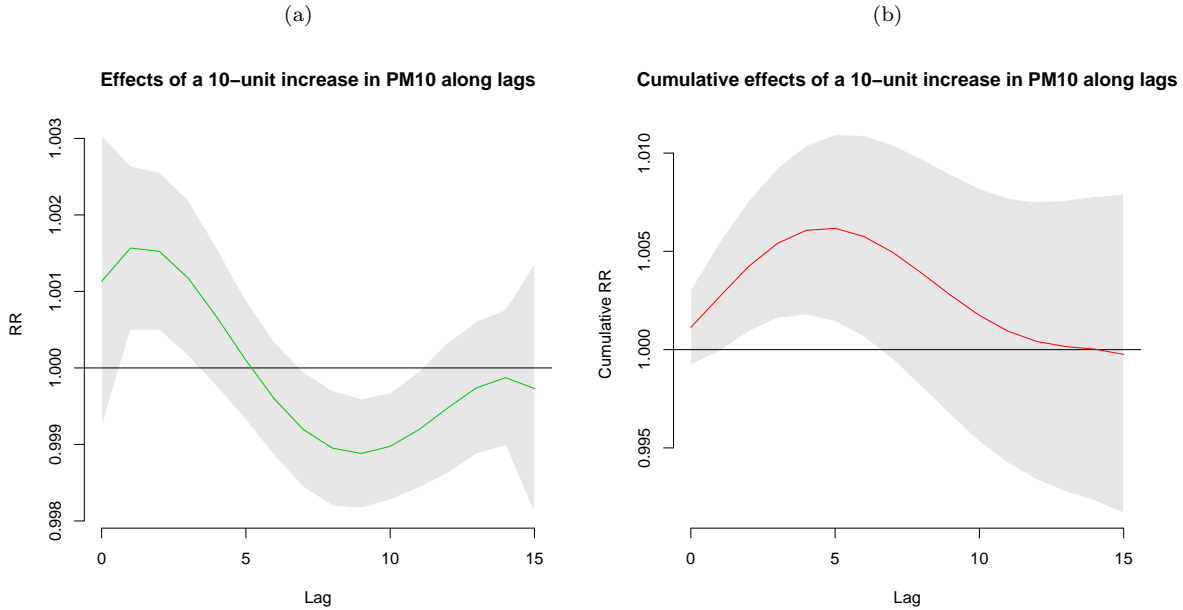 (a)
Effects of a 10−unit increase in PM10 along lags
RR
1.003
1.002
1.001
1.000
0.999
0.998
0
5
10
15
Lag
(b)
Cumulative effects of a 10−unit increase in PM10 along lags
Cumulative RR
1.010
1.005
1.000
0.995
0
5
10
15
Lag